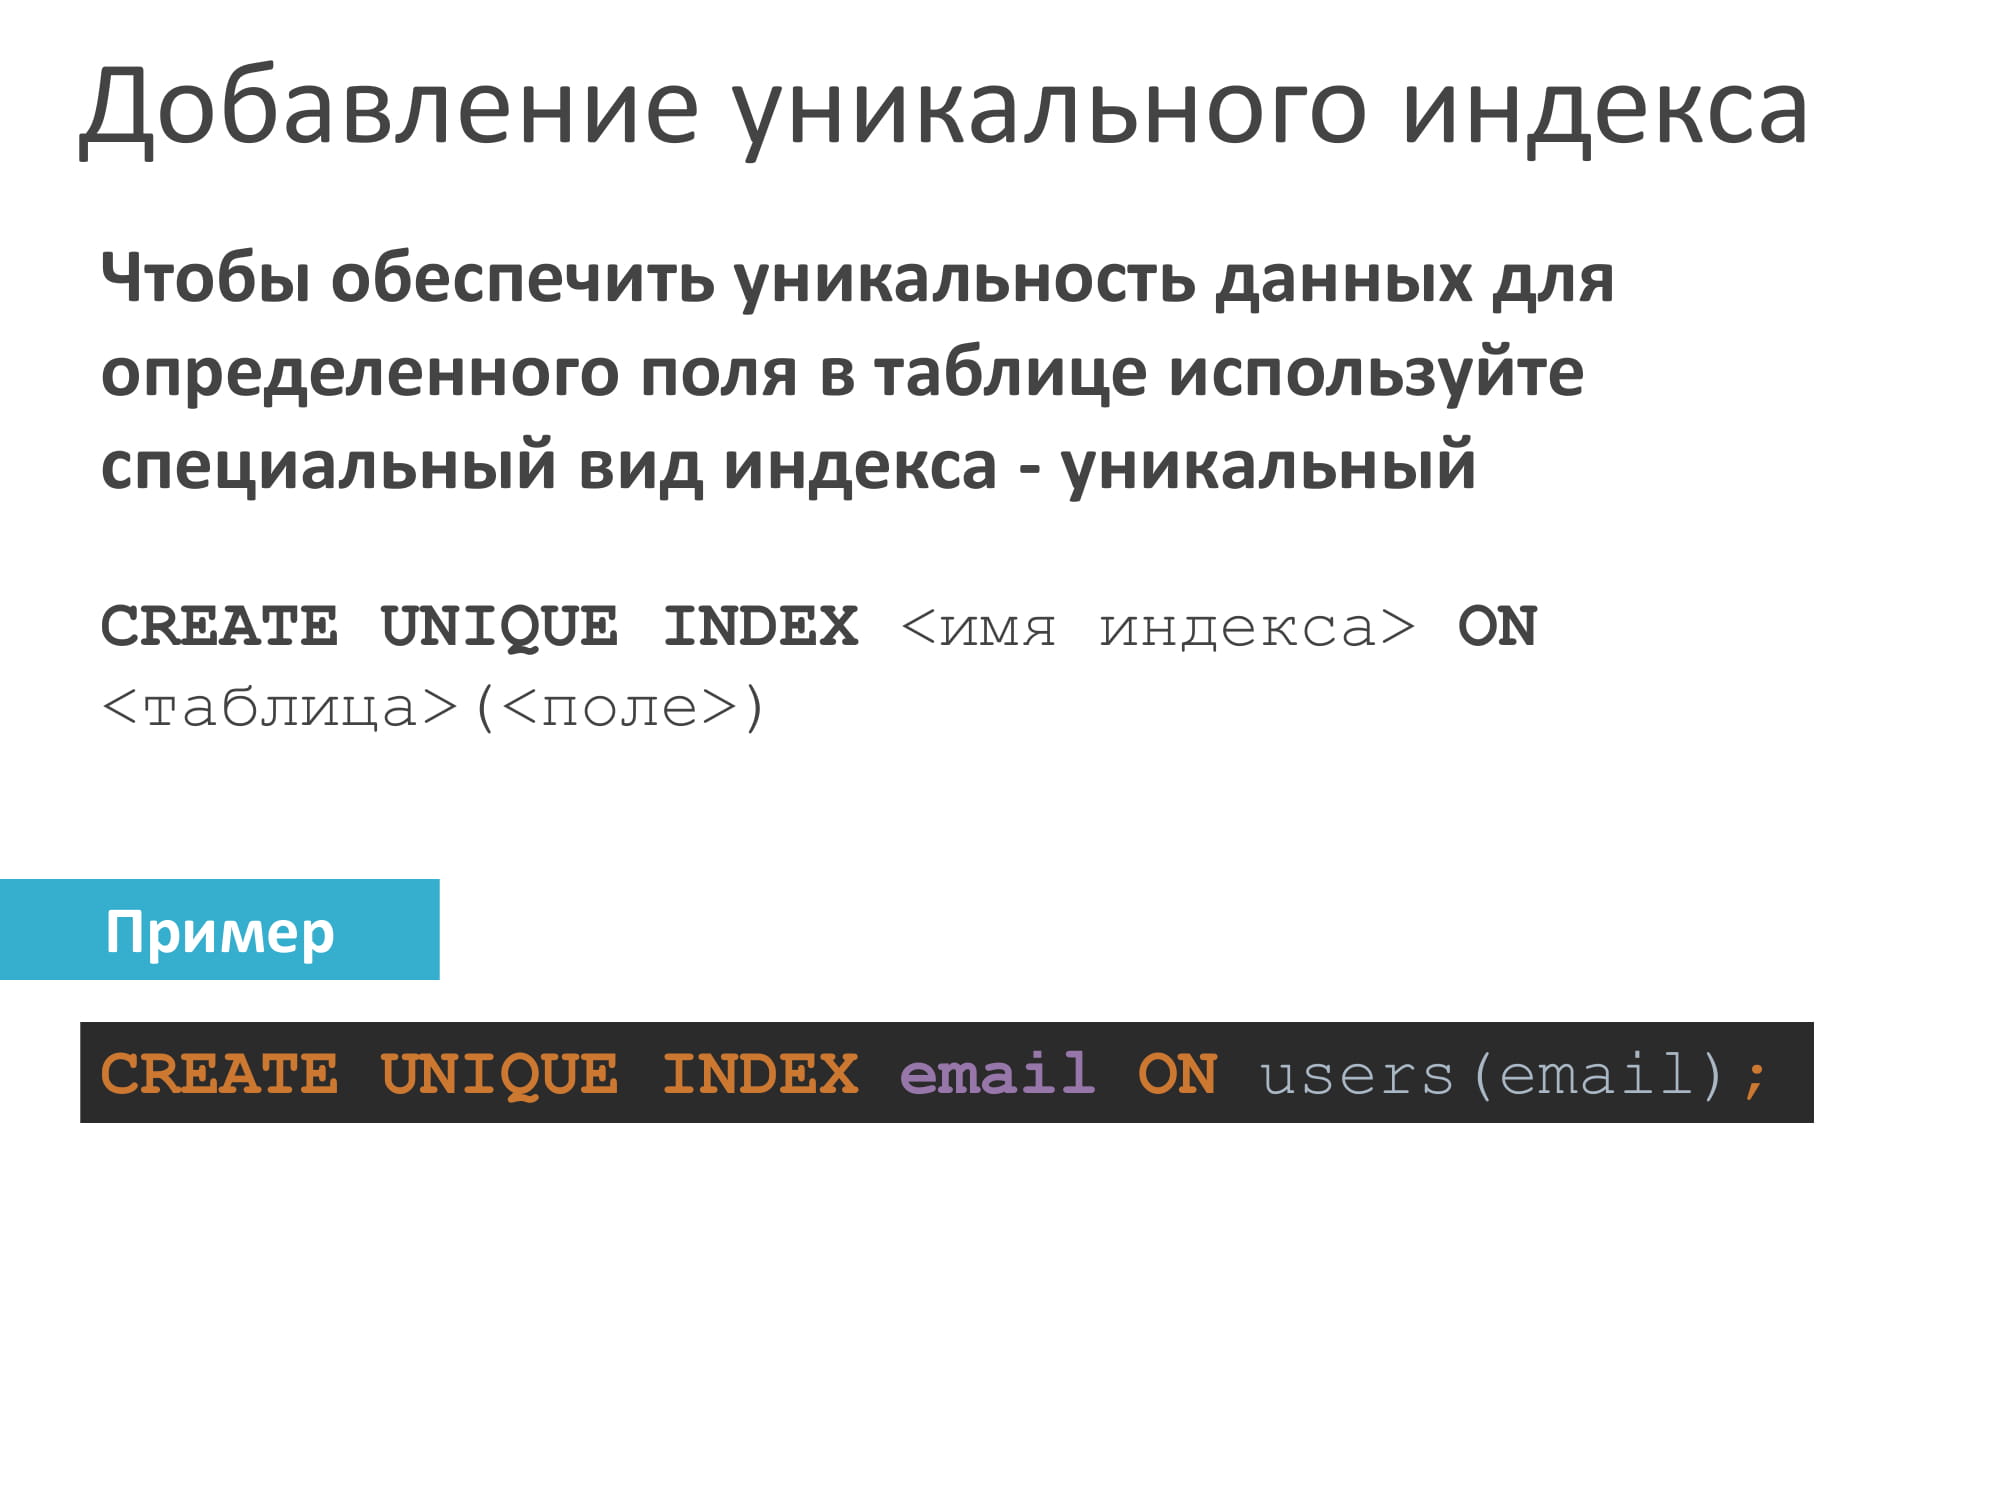 Добавление уникального индекса
Чтобы обеспечить уникальность данных для
определенного поля в таблице используйте
специальный вид индекса - уникальный
CREATE UNIQUE INDEX <имя индекса> ON
<таблица>(<поле>)
Пример
CREATE UNIQUE INDEX email ON users(email);